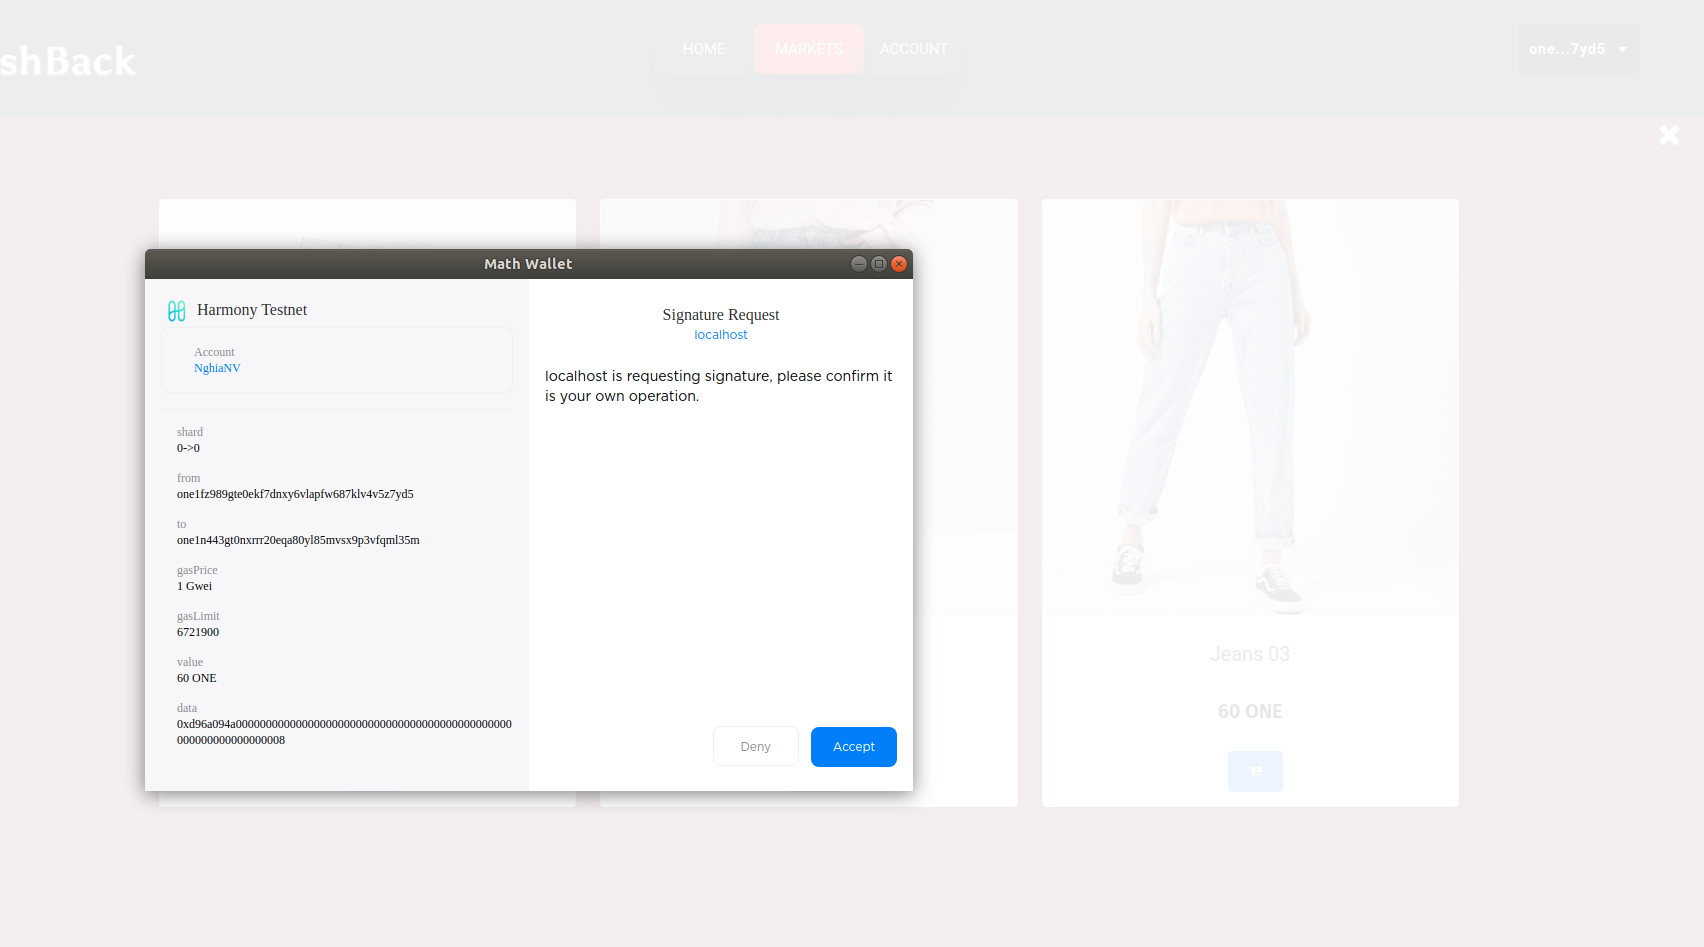 shBack
HOME
MARKETS
ACCOUNT
one...7yd5
Math Wallet
Harmony Testnet
Account
NghiaNV
shard
0->0
from
one1fz989gte0ekf7dnxy6vlapfw687klv4v5z7yd5
to
one1n443gt0nxrrr20eqa80yl85mvsx9p3vfqml35m
gasPrice
1 Gwei
gasLimit
6721900
value
60 ONE
data
0xd96a094a0000000000000000000000000000000000000000000000
000000000000000008
Signature Request
localhost
localhost is requesting signature, please confirm it
is your own operation.
Deny
Accept
Jeans 03
60 ONE